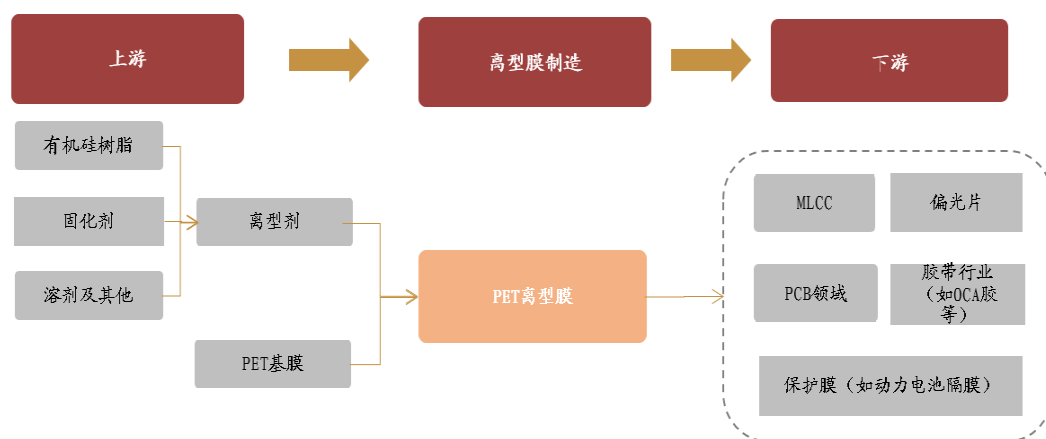 上游
离型膜制造
下游
有机硅树脂
固化剂
溶剂及其他
离型剂
PET基膜
PET离型膜
MLCC
偏光片
PCB领域
胶带行业
（如OCA胶
等）
保护膜（如动力电池隔膜）